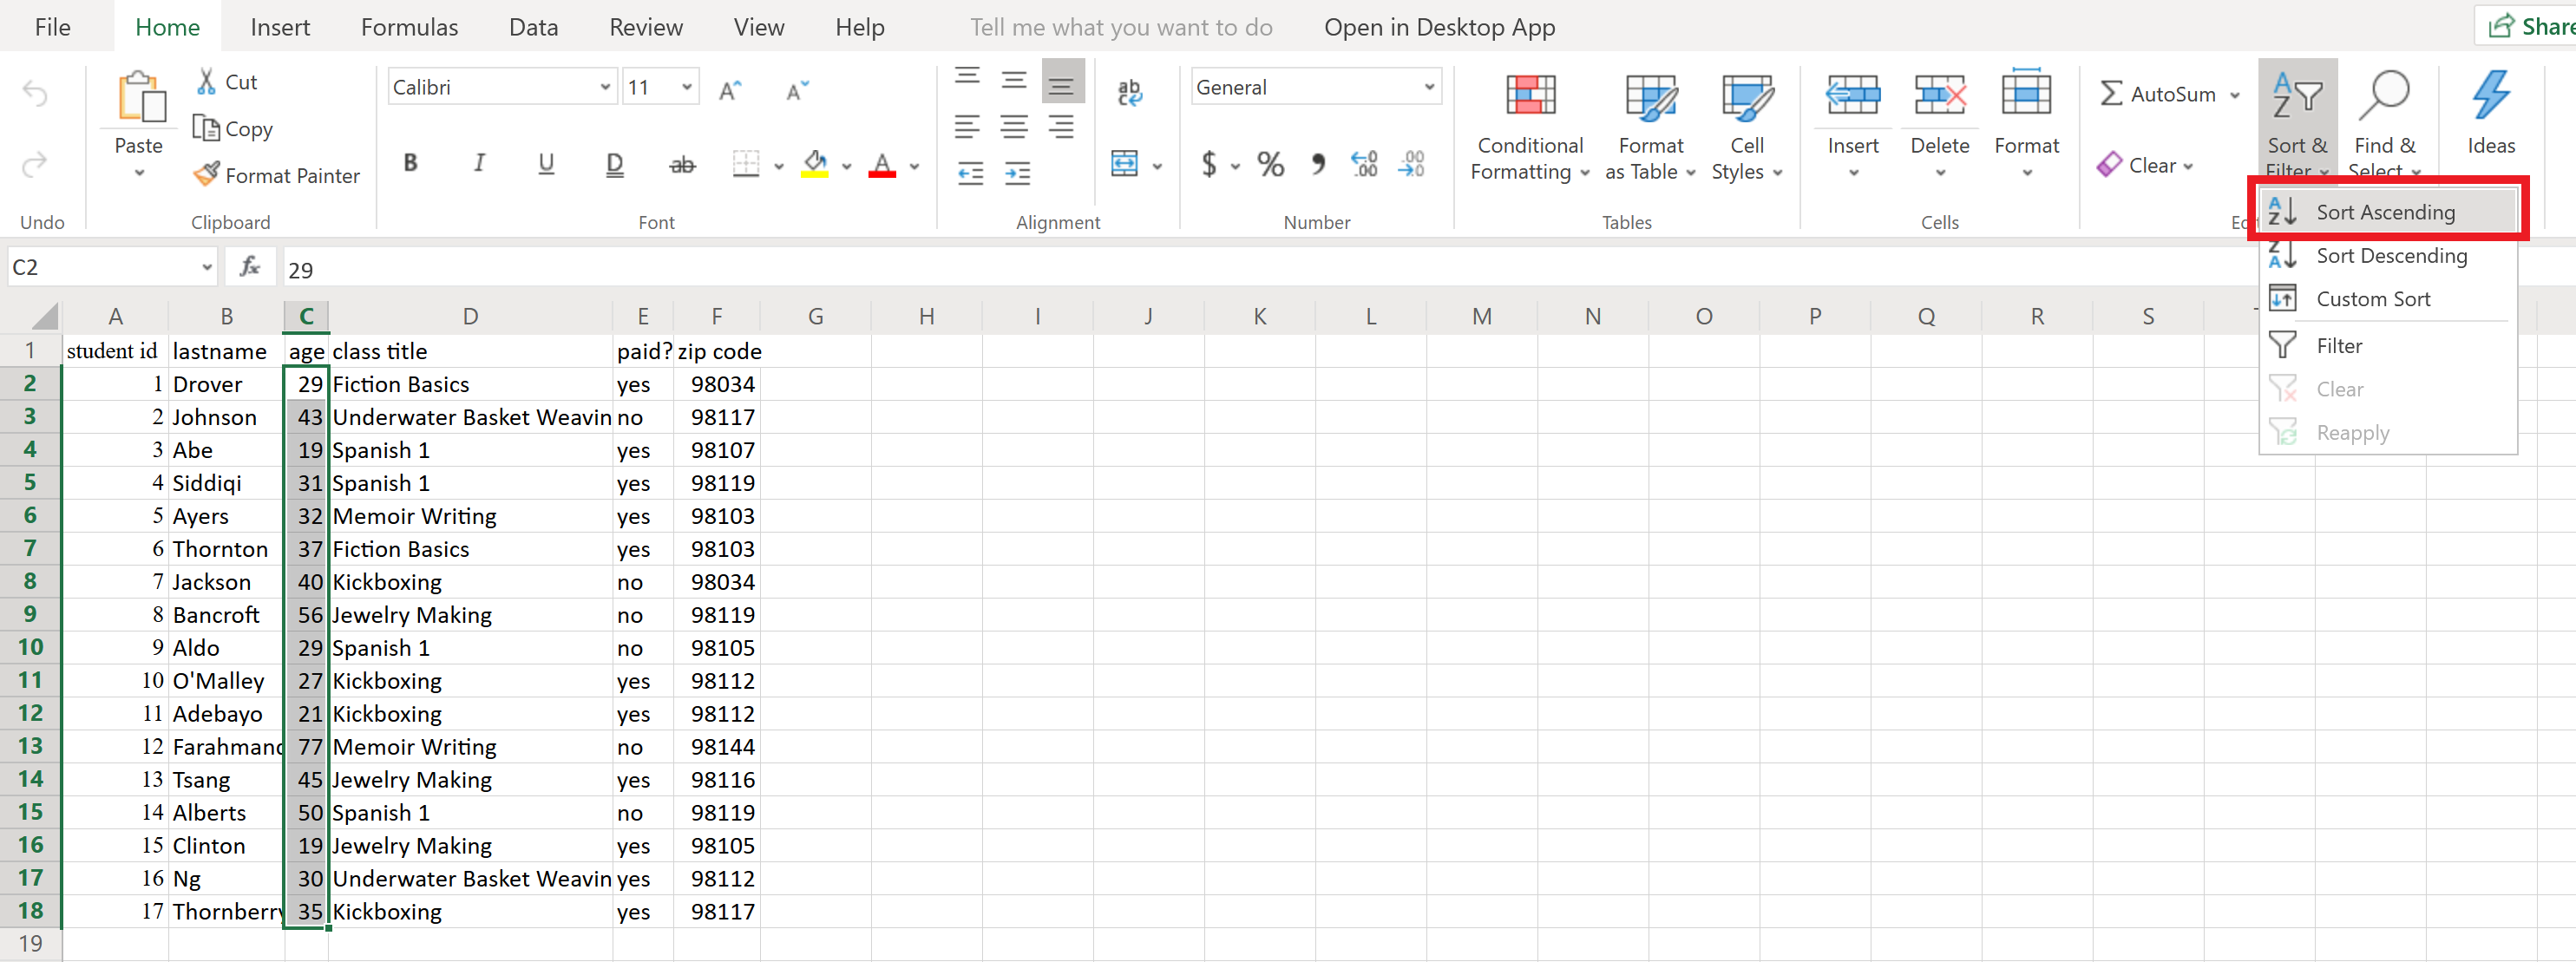 File Home Insert Formulas Data Review View Help Tell me what you want to do Open in Desktop App Share
Cut
Copy
Format Painter
Paste
Calibri 11 A A
B I U D ab A
ab c
General
$ % 9 .00 .00
Conditional Formatting
Format as Table
Cell Styles
Insert Delete Format
AutoSum
Clear
Sort & Filter
Find & Select
Ideas
Undo Clipboard Font Alignment Number Tables Cells
Sort Ascending
Sort Descending
Custom Sort
Filter
Clear
Reapply
C2 fx 29
A B C D E F G H I J K L M N O P Q R S
1 student id lastname age class title paid? zip code
2 1 Drover 29 Fiction Basics yes 98034
3 2 Johnson 43 Underwater Basket Weavin no 98117
4 3 Abe 19 Spanish 1 yes 98107
5 4 Siddiqi 31 Spanish 1 yes 98119
6 5 Ayers 32 Memoir Writing yes 98103
7 6 Thornton 37 Fiction Basics yes 98103
8 7 Jackson 40 Kickboxing no 98034
9 8 Bancroft 56 Jewelry Making no 98119
10 9 Aldo 29 Spanish 1 no 98105
11 10 O'Malley 27 Kickboxing yes 98112
12 11 Adebayo 21 Kickboxing yes 98112
13 12 Farahmand 77 Memoir Writing no 98144
14 13 Tsang 45 Jewelry Making yes 98116
15 14 Alberts 50 Spanish 1 no 98119
16 15 Clinton 19 Jewelry Making yes 98105
17 16 Ng 30 Underwater Basket Weavin yes 98112
18 17 Thornberry 35 Kickboxing yes 98117
19